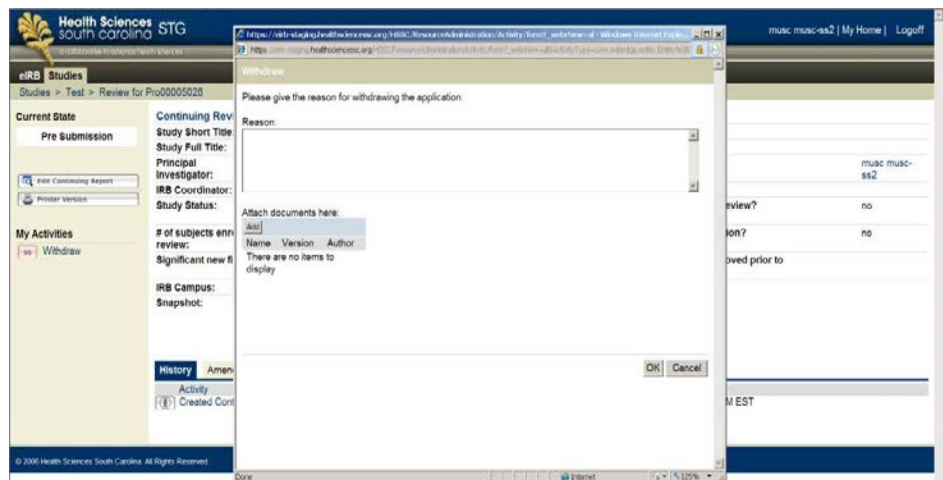 Health Sciences
south carolina STG
musc musc-ss2 | My Home | Logoff
eIRB Studies
Studies > Test > Review for Pro00005028
Current State
Pre Submission
Edit Continuing Report
Printer Version
My Activities
Withdraw
Continuing Rev
Study Short Title:
Study Full Title:
Principal
Investigator:
IRB Coordinator:
Study Status:
# of subjects enr
review:
Significant new fi
IRB Campus:
Snapshot:
musc musc-
ss2
eview?
no
ion?
no
oved prior to
History Amen
Activity
Created Cont
M EST
Withdraw
Please give the reason for withdrawing the application:
Reason:
Attach documents here:
Add
Name Version Author
There are no items to
display
OK Cancel
Done
Internet
125%
© 2006 Health Sciences South Carolina. All Rights Reserved.